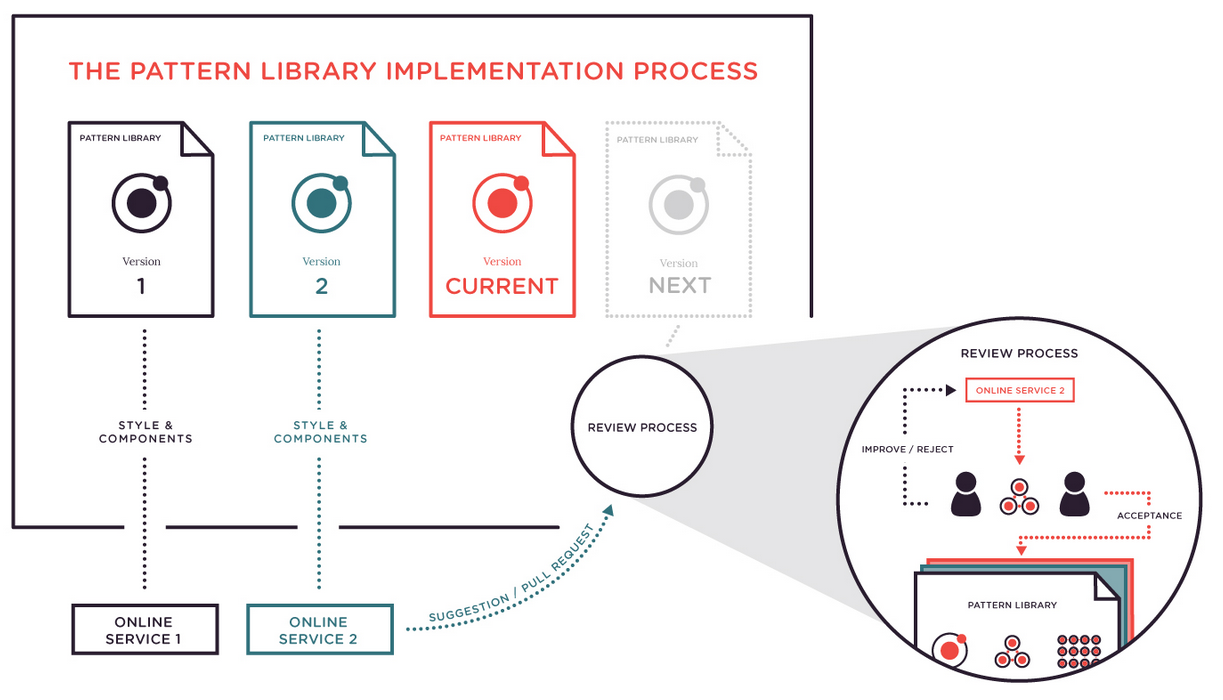 THE PATTERN LIBRARY IMPLEMENTATION PROCESS
PATTERN LIBRARY
Version
1
PATTERN LIBRARY
Version
2
PATTERN LIBRARY
Version
CURRENT
PATTERN LIBRARY
Version
NEXT
STYLE &
COMPONENTS
STYLE &
COMPONENTS
REVIEW PROCESS
ONLINE
SERVICE 1
ONLINE
SERVICE 2
SUGGESTION / PULL REQUEST
REVIEW PROCESS
ONLINE SERVICE 2
IMPROVE / REJECT
ACCEPTANCE
PATTERN LIBRARY